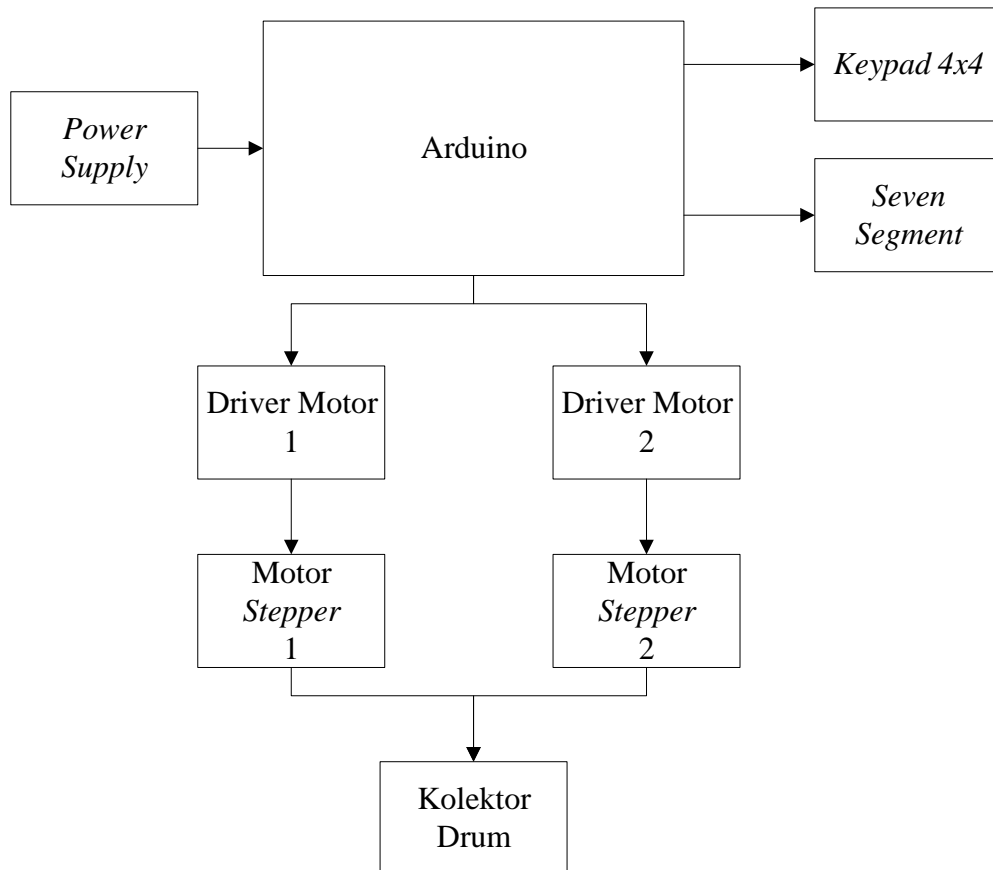 Keypad 4x4
Power
Supply
Arduino
Seven
Segment
Driver Motor
1
Driver Motor
2
Motor
Stepper
1
Motor
Stepper
2
Kolektor
Drum